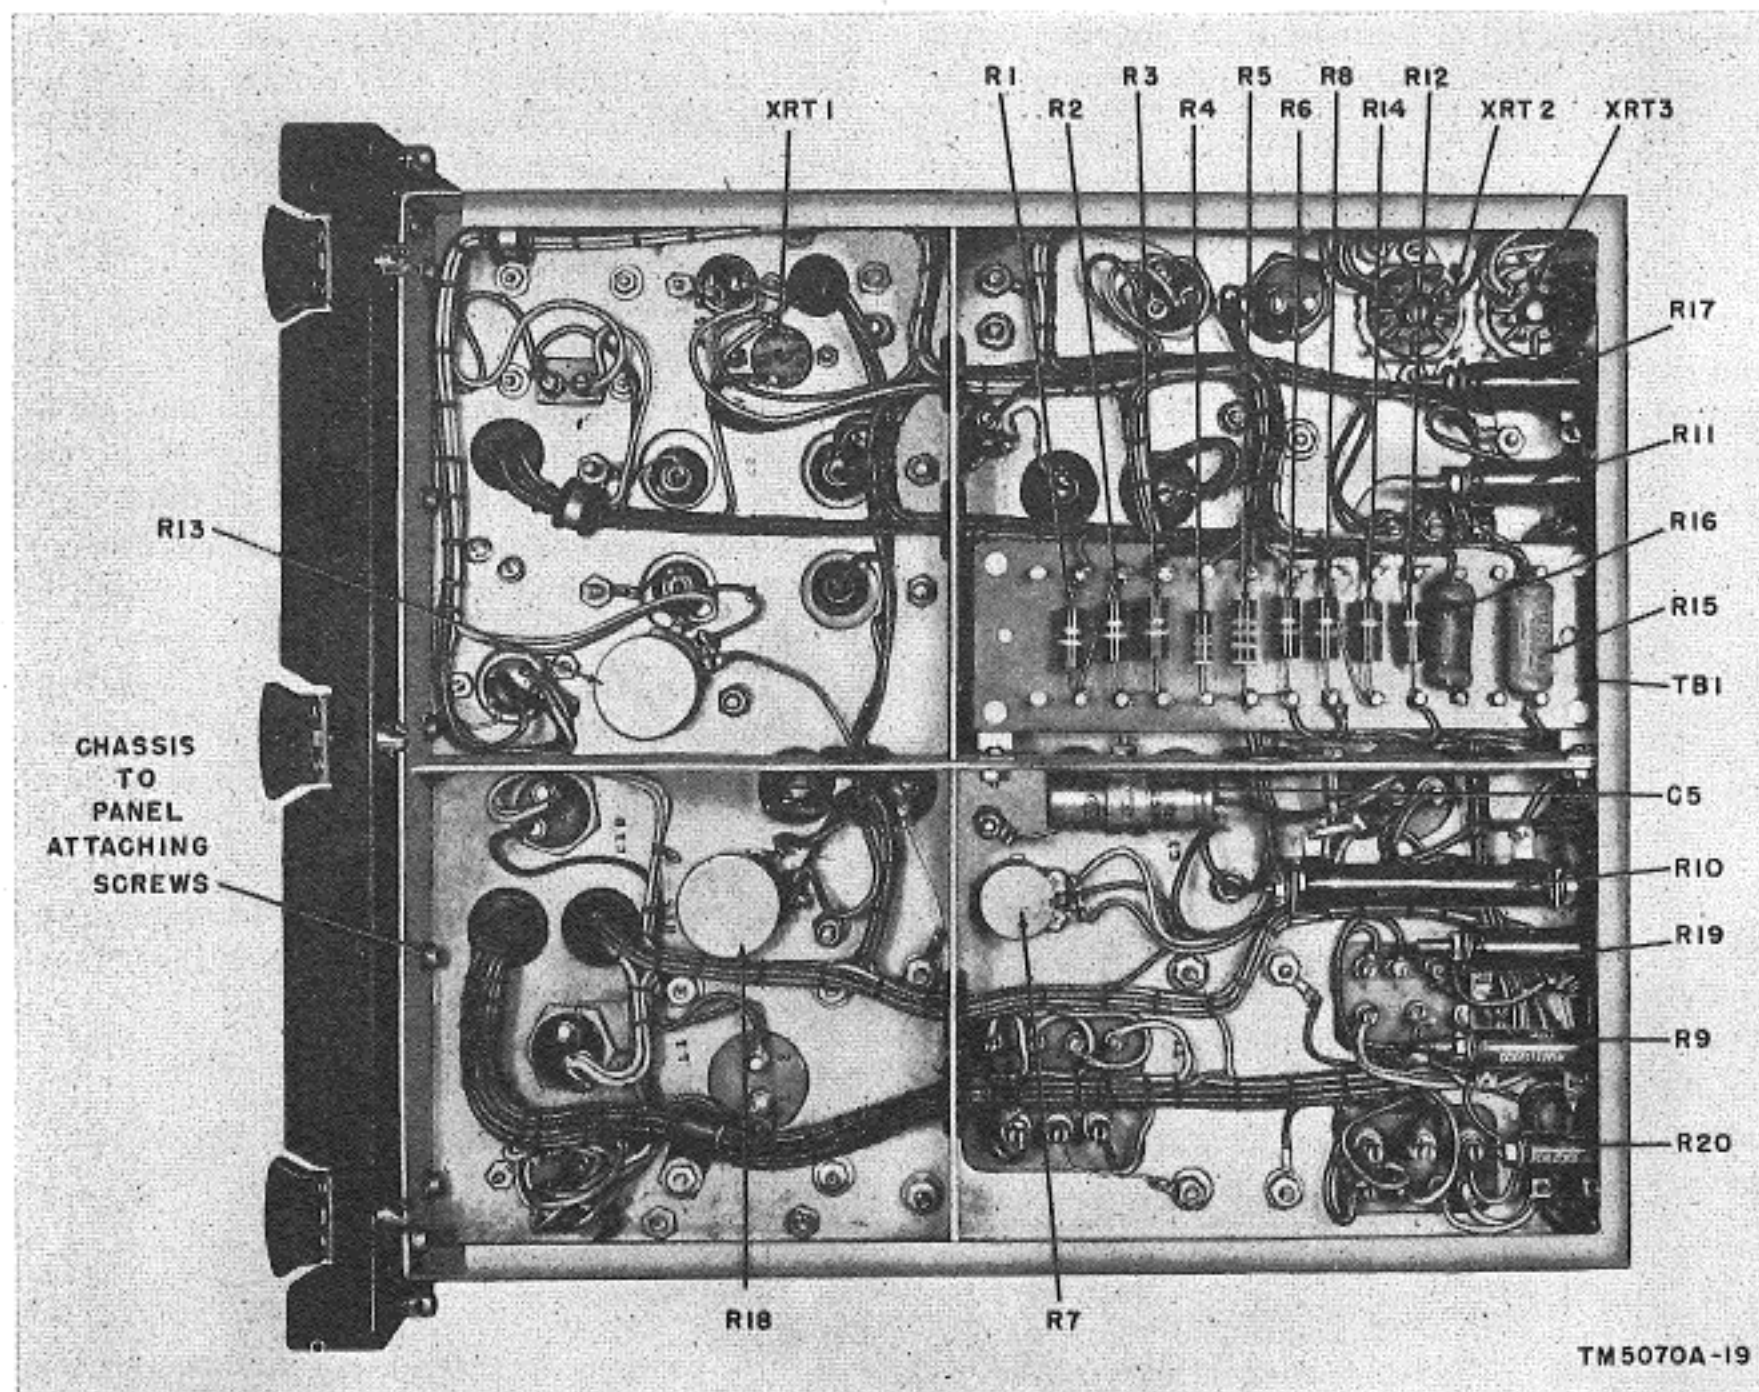 R1 R3 R5 R8 R12
XRT1 R2 R4 R6 R14 XRT2 XRT3
R17
R11
R16
R13
R15
TB1
CHASSIS
TO
PANEL
ATTACHING
SCREWS
C5
R10
R19
R9
R20
R18 R7
TM5070A-19